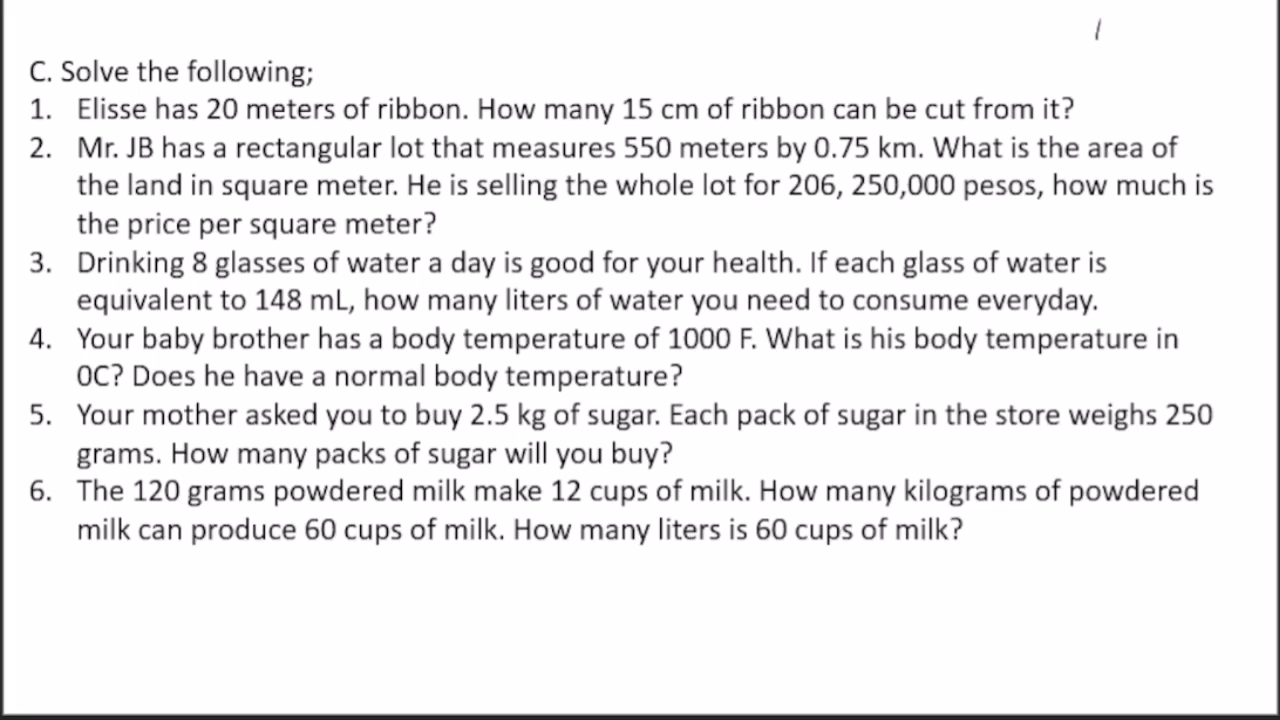 C. Solve the following;
1. Elisse has 20 meters of ribbon. How many 15 cm of ribbon can be cut from it?
2. Mr. JB has a rectangular lot that measures 550 meters by 0.75 km. What is the area of
the land in square meter. He is selling the whole lot for 206, 250,000 pesos, how much is
the price per square meter?
3. Drinking 8 glasses of water a day is good for your health. If each glass of water is
equivalent to 148 mL, how many liters of water you need to consume everyday.
4. Your baby brother has a body temperature of 1000 F. What is his body temperature in
0C? Does he have a normal body temperature?
5. Your mother asked you to buy 2.5 kg of sugar. Each pack of sugar in the store weighs 250
grams. How many packs of sugar will you buy?
6. The 120 grams powdered milk make 12 cups of milk. How many kilograms of powdered
milk can produce 60 cups of milk. How many liters is 60 cups of milk?